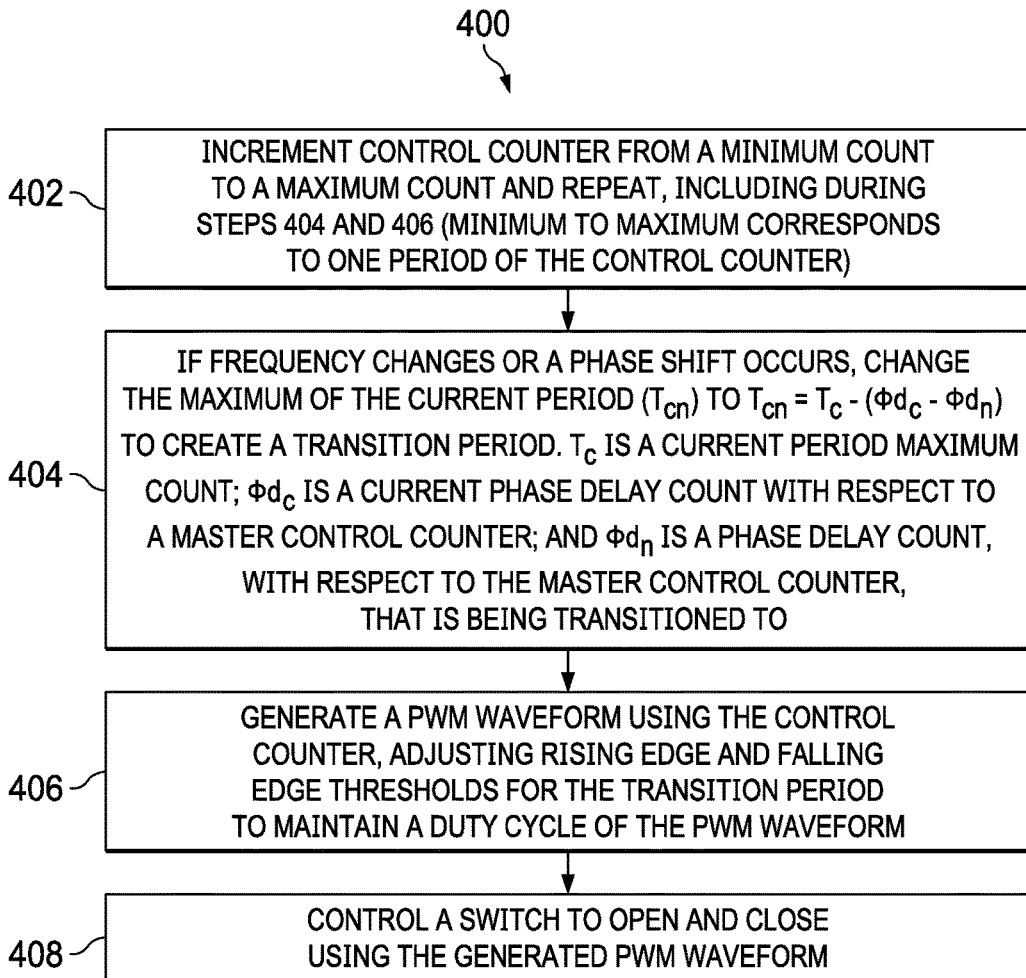 400
402
INCREMENT CONTROL COUNTER FROM A MINIMUM COUNT
TO A MAXIMUM COUNT AND REPEAT, INCLUDING DURING
STEPS 404 AND 406 (MINIMUM TO MAXIMUM CORRESPONDS
TO ONE PERIOD OF THE CONTROL COUNTER)
404
IF FREQUENCY CHANGES OR A PHASE SHIFT OCCURS, CHANGE
THE MAXIMUM OF THE CURRENT PERIOD (Tcn) TO Tcn = Tc - (Φdc - Φdn)
TO CREATE A TRANSITION PERIOD. Tc IS A CURRENT PERIOD MAXIMUM
COUNT; Φdc IS A CURRENT PHASE DELAY COUNT WITH RESPECT TO
A MASTER CONTROL COUNTER; AND Φdn IS A PHASE DELAY COUNT,
WITH RESPECT TO THE MASTER CONTROL COUNTER,
THAT IS BEING TRANSITIONED TO
406
GENERATE A PWM WAVEFORM USING THE CONTROL
COUNTER, ADJUSTING RISING EDGE AND FALLING
EDGE THRESHOLDS FOR THE TRANSITION PERIOD
TO MAINTAIN A DUTY CYCLE OF THE PWM WAVEFORM
408
CONTROL A SWITCH TO OPEN AND CLOSE
USING THE GENERATED PWM WAVEFORM